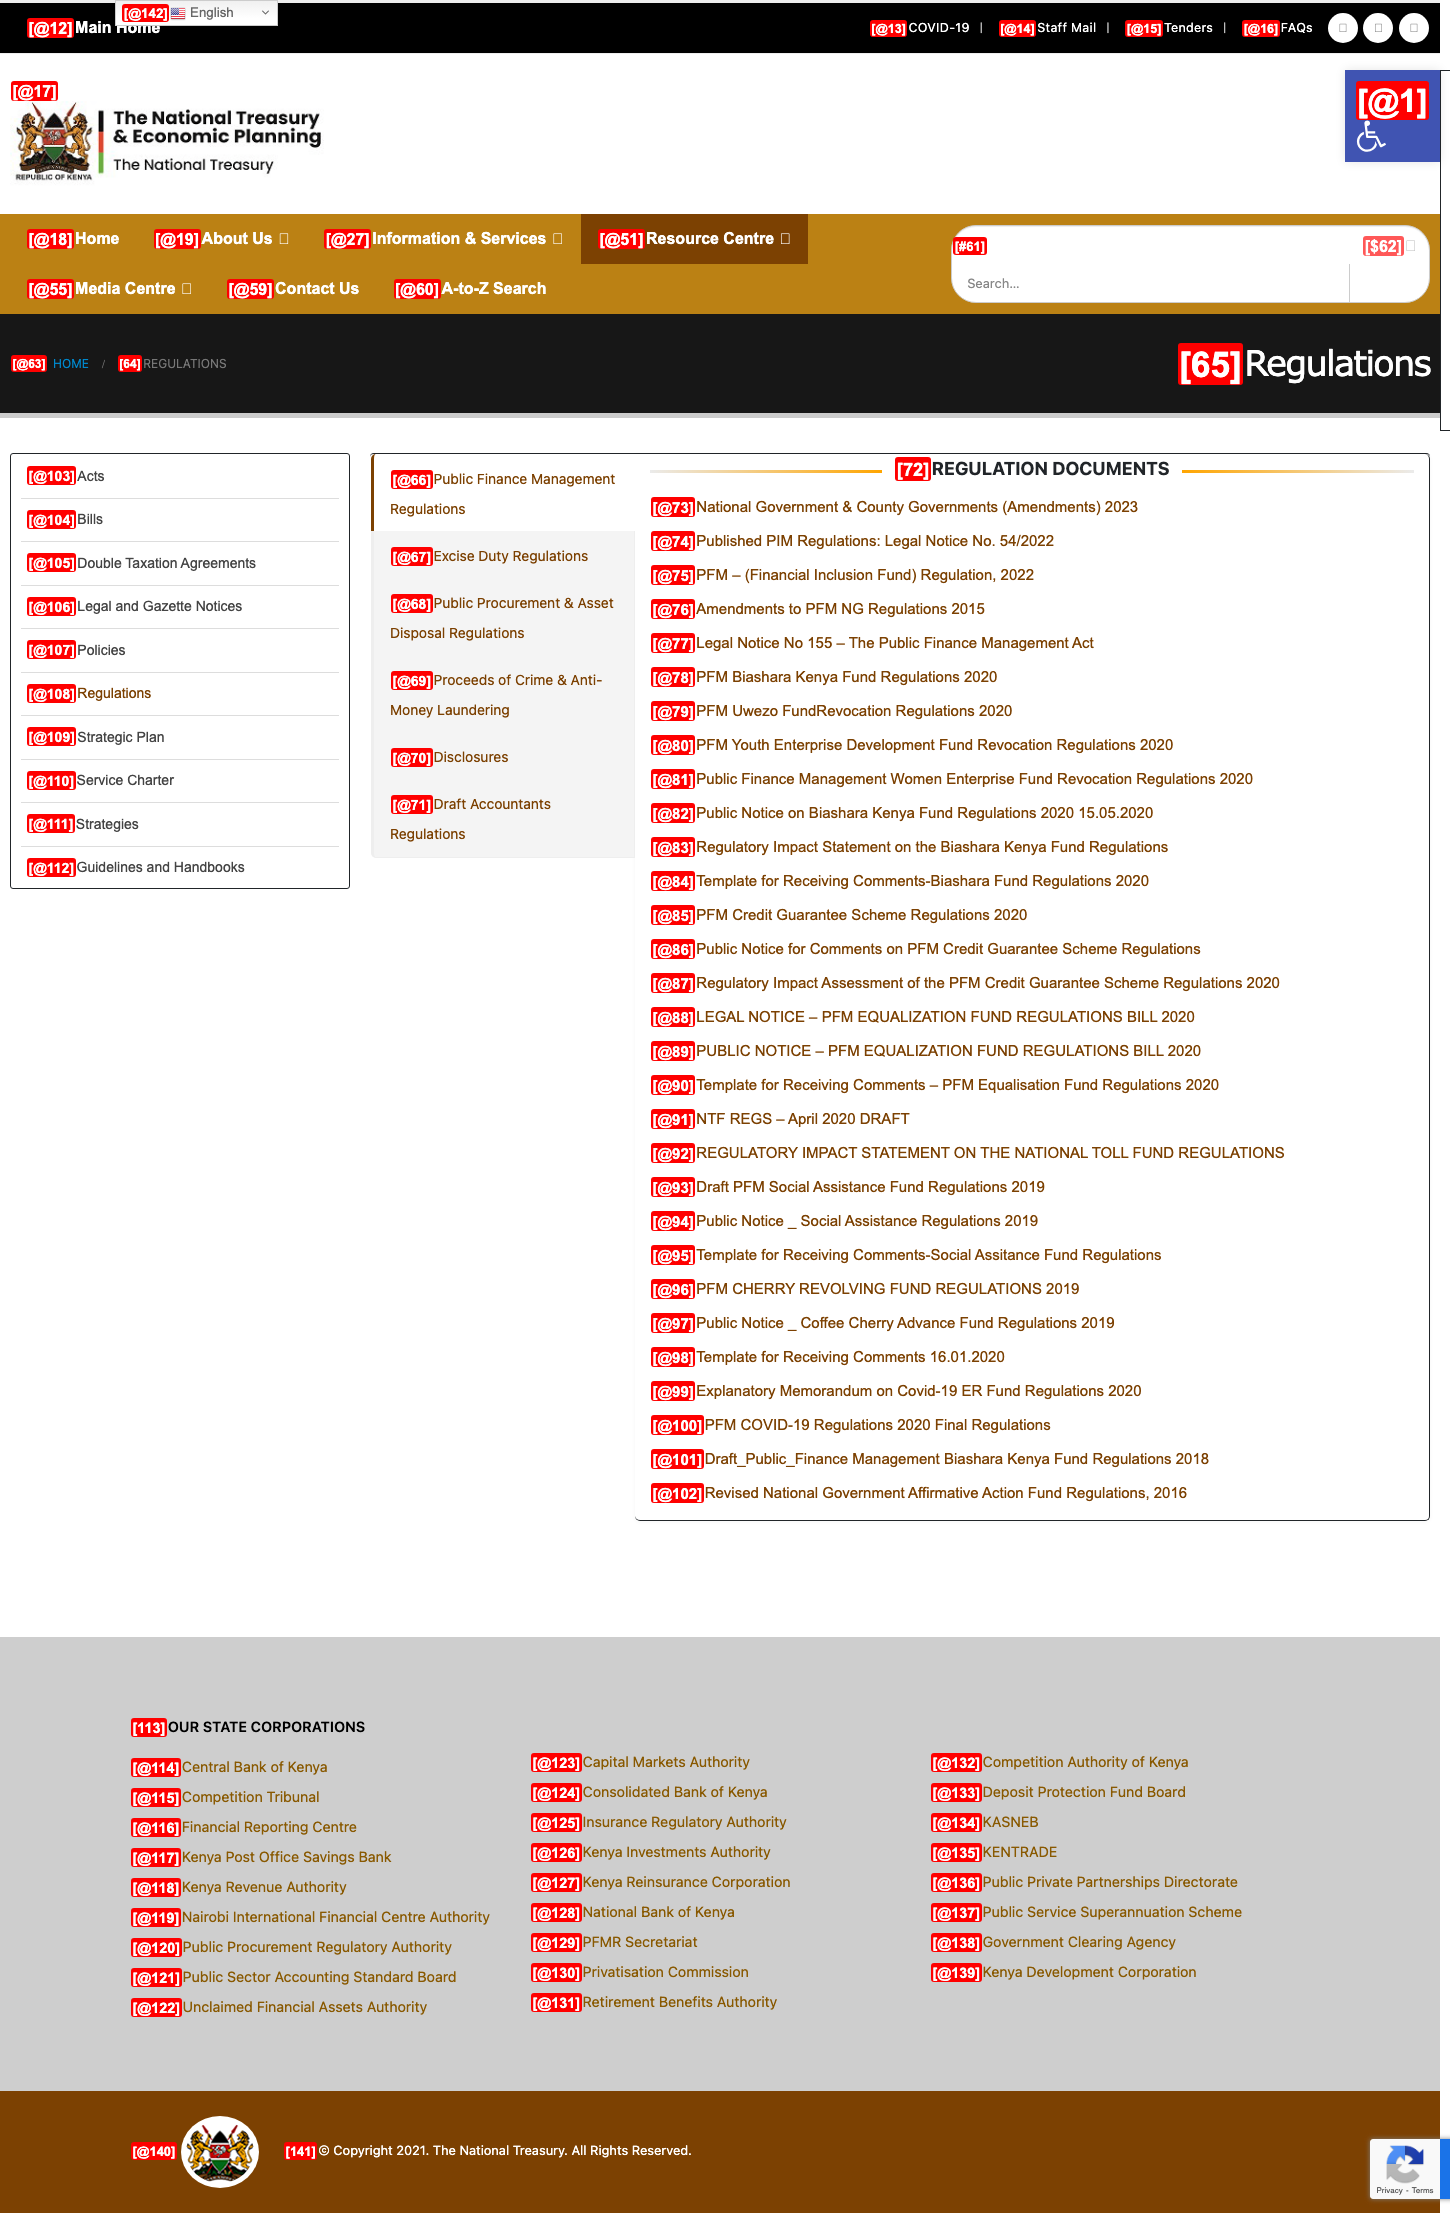 [@142] English
[@12]Main Home
[@13]COVID-19 |
[@14]Staff Mail |
[@15]Tenders |
[@16]FAQs
[@17]
The National Treasury
& Economic Planning
The National Treasury
REPUBLIC OF KENYA
[@1]
[@18]Home
[@19]About Us
[@27]Information & Services
[@51]Resource Centre
[@55]Media Centre
[@59]Contact Us
[@60]A-to-Z Search
[#61]
[$62]
Search...
[@63] HOME / [64]REGULATIONS
[65]Regulations
[@103]Acts
[@104]Bills
[@105]Double Taxation Agreements
[@106]Legal and Gazette Notices
[@107]Policies
[@108]Regulations
[@109]Strategic Plan
[@110]Service Charter
[@111]Strategies
[@112]Guidelines and Handbooks
[@66]Public Finance Management
Regulations
[@67]Excise Duty Regulations
[@68]Public Procurement & Asset
Disposal Regulations
[@69]Proceeds of Crime & Anti-
Money Laundering
[@70]Disclosures
[@71]Draft Accountants
Regulations
[72]REGULATION DOCUMENTS
[@73]National Government & County Governments (Amendments) 2023
[@74]Published PIM Regulations: Legal Notice No. 54/2022
[@75]PFM – (Financial Inclusion Fund) Regulation, 2022
[@76]Amendments to PFM NG Regulations 2015
[@77]Legal Notice No 155 – The Public Finance Management Act
[@78]PFM Biashara Kenya Fund Regulations 2020
[@79]PFM Uwezo FundRevocation Regulations 2020
[@80]PFM Youth Enterprise Development Fund Revocation Regulations 2020
[@81]Public Finance Management Women Enterprise Fund Revocation Regulations 2020
[@82]Public Notice on Biashara Kenya Fund Regulations 2020 15.05.2020
[@83]Regulatory Impact Statement on the Biashara Kenya Fund Regulations
[@84]Template for Receiving Comments-Biashara Fund Regulations 2020
[@85]PFM Credit Guarantee Scheme Regulations 2020
[@86]Public Notice for Comments on PFM Credit Guarantee Scheme Regulations
[@87]Regulatory Impact Assessment of the PFM Credit Guarantee Scheme Regulations 2020
[@88]LEGAL NOTICE – PFM EQUALIZATION FUND REGULATIONS BILL 2020
[@89]PUBLIC NOTICE – PFM EQUALIZATION FUND REGULATIONS BILL 2020
[@90]Template for Receiving Comments – PFM Equalisation Fund Regulations 2020
[@91]NTF REGS – April 2020 DRAFT
[@92]REGULATORY IMPACT STATEMENT ON THE NATIONAL TOLL FUND REGULATIONS
[@93]Draft PFM Social Assistance Fund Regulations 2019
[@94]Public Notice _ Social Assistance Regulations 2019
[@95]Template for Receiving Comments-Social Assitance Fund Regulations
[@96]PFM CHERRY REVOLVING FUND REGULATIONS 2019
[@97]Public Notice _ Coffee Cherry Advance Fund Regulations 2019
[@98]Template for Receiving Comments 16.01.2020
[@99]Explanatory Memorandum on Covid-19 ER Fund Regulations 2020
[@100]PFM COVID-19 Regulations 2020 Final Regulations
[@101]Draft_Public_Finance Management Biashara Kenya Fund Regulations 2018
[@102]Revised National Government Affirmative Action Fund Regulations, 2016
[113]OUR STATE CORPORATIONS
[@114]Central Bank of Kenya
[@115]Competition Tribunal
[@116]Financial Reporting Centre
[@117]Kenya Post Office Savings Bank
[@118]Kenya Revenue Authority
[@119]Nairobi International Financial Centre Authority
[@120]Public Procurement Regulatory Authority
[@121]Public Sector Accounting Standard Board
[@122]Unclaimed Financial Assets Authority
[@123]Capital Markets Authority
[@124]Consolidated Bank of Kenya
[@125]Insurance Regulatory Authority
[@126]Kenya Investments Authority
[@127]Kenya Reinsurance Corporation
[@128]National Bank of Kenya
[@129]PFMR Secretariat
[@130]Privatisation Commission
[@131]Retirement Benefits Authority
[@132]Competition Authority of Kenya
[@133]Deposit Protection Fund Board
[@134]KASNEB
[@135]KENTRADE
[@136]Public Private Partnerships Directorate
[@137]Public Service Superannuation Scheme
[@138]Government Clearing Agency
[@139]Kenya Development Corporation
[@140]
[141]© Copyright 2021. The National Treasury. All Rights Reserved.
Privacy - Terms